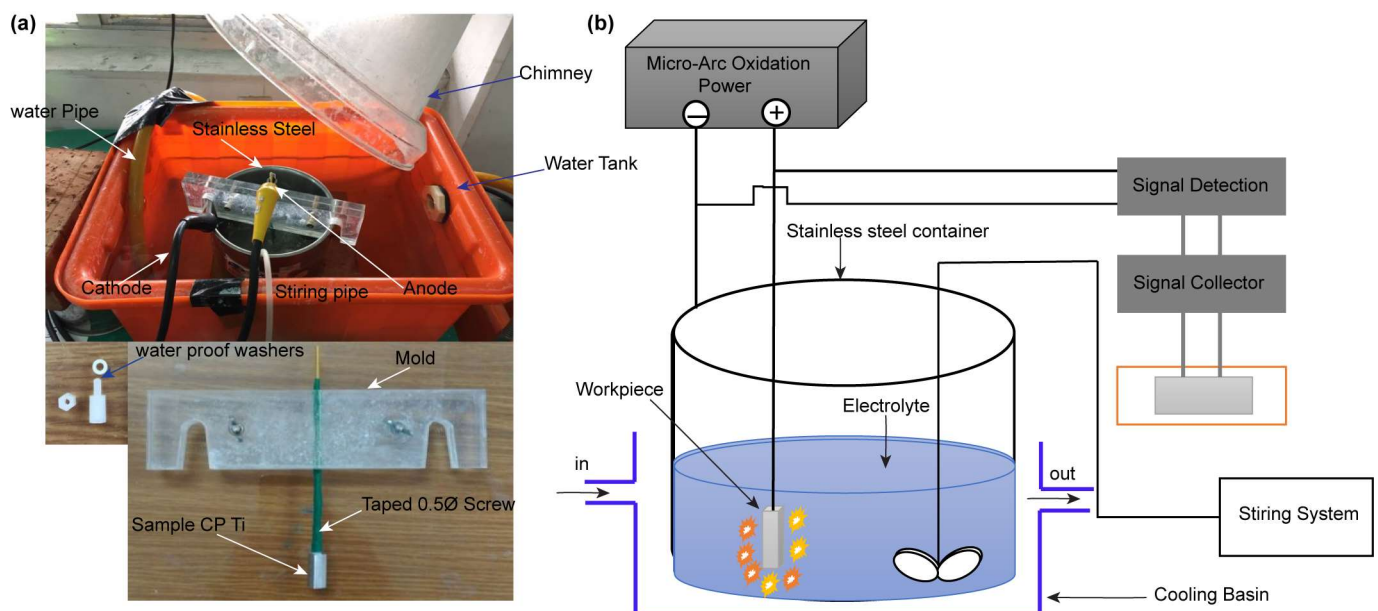 (a)
Chimney
water Pipe
Stainless Steel
Water Tank
Cathode
Stiring pipe
Anode
water proof washers
Mold
Taped 0.5Ø Screw
Sample CP Ti
(b)
Micro-Arc Oxidation
Power
−
+
Signal Detection
Stainless steel container
Signal Collector
Workpiece
Electrolyte
in
out
Stiring System
Cooling Basin